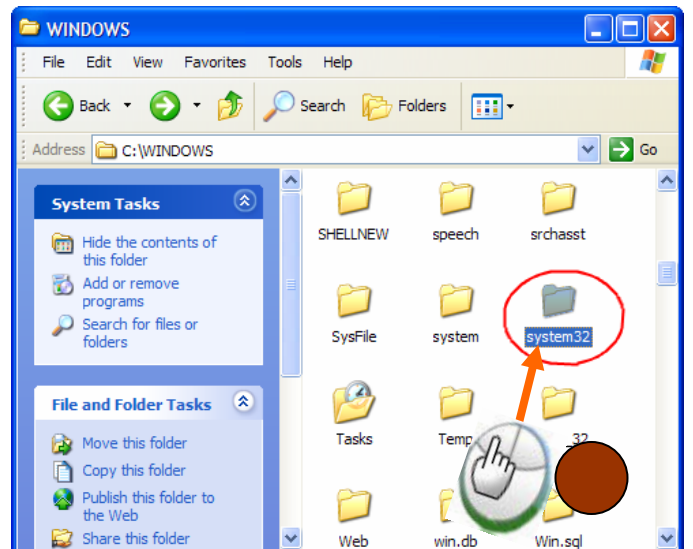 WINDOWS
File Edit View Favorites Tools Help
Back Search Folders
Address C:\WINDOWS Go
System Tasks
Hide the contents of
this folder
Add or remove
programs
Search for files or
folders
File and Folder Tasks
Move this folder
Copy this folder
Publish this folder to
the Web
Share this folder
SHELLNEW speech srchasst
SysFile system system32
Tasks Temp _32
Web win.db Win.sql